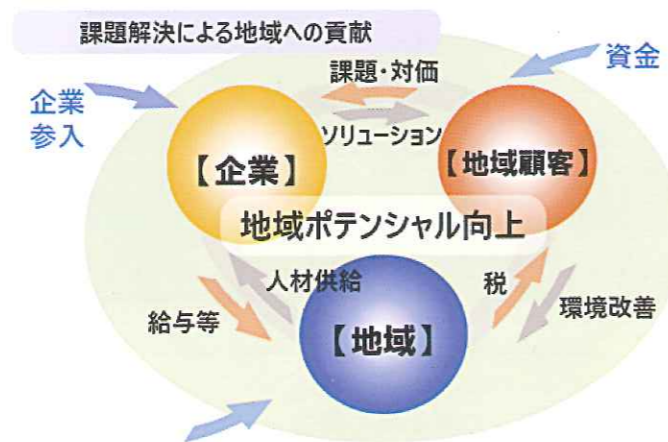 課題解決による地域への貢献
課題・対価
資金
企業
参入
ソリューション
【企業】
【地域顧客】
地域ポテンシャル向上
人材供給
税
給与等
環境改善
【地域】